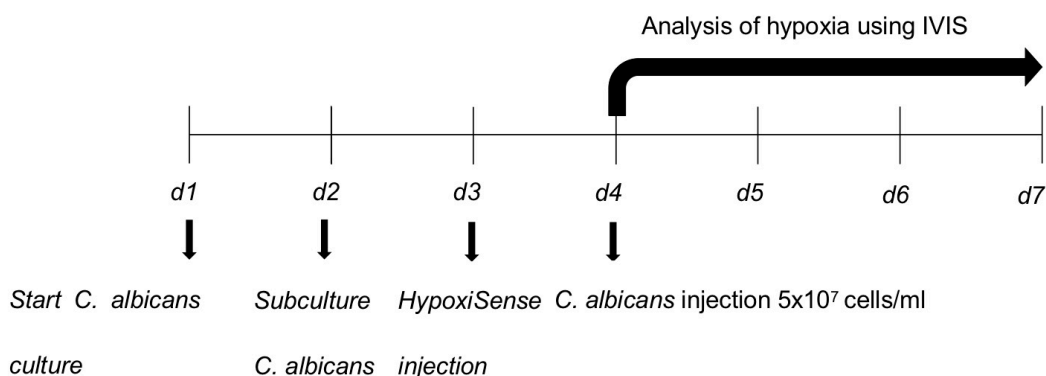 Analysis of hypoxia using IVIS
d1 d2 d3 d4 d5 d6 d7
Start C. albicans culture
Subculture C. albicans
HypoxiSense injection
C. albicans injection 5x10⁷ cells/ml